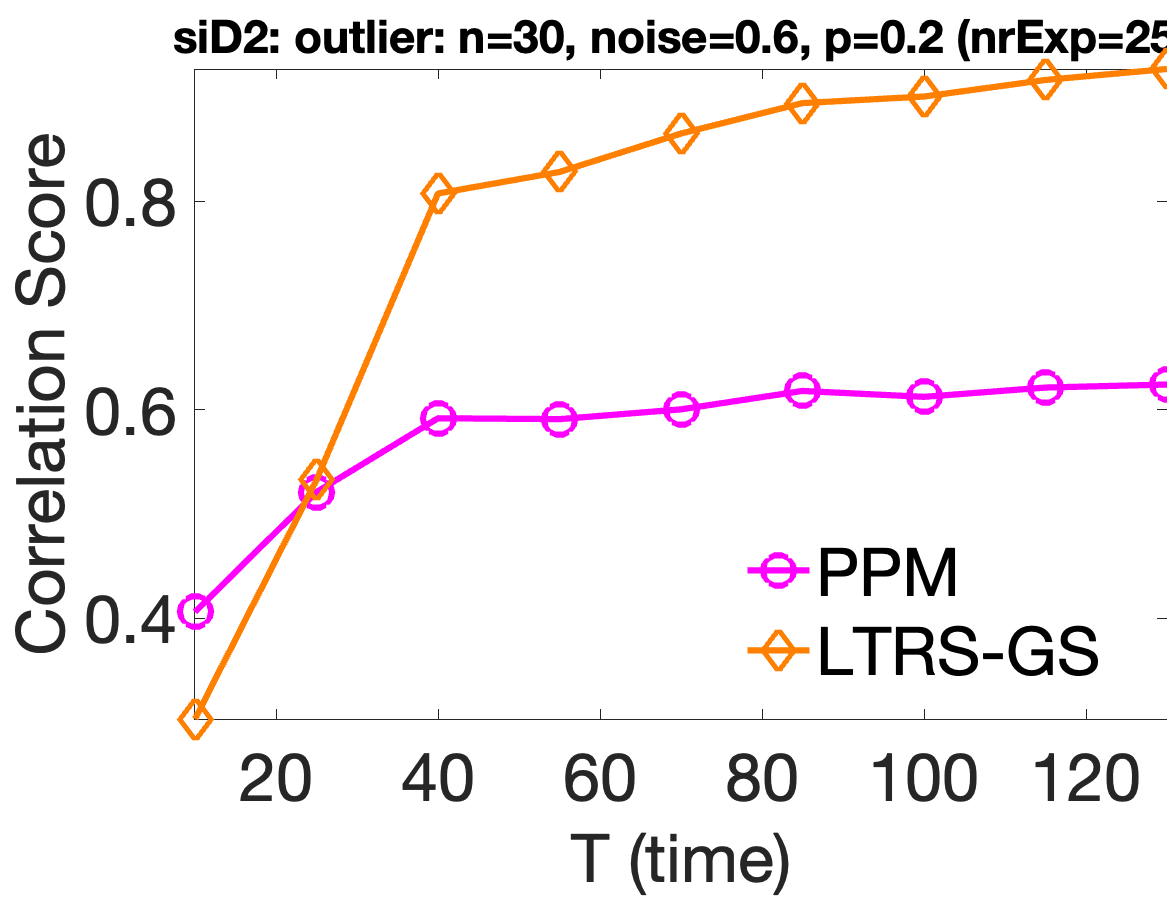 siD2: outlier: n=30, noise=0.6, p=0.2 (nrExp=25
Correlation Score
0.8
0.6
0.4
PPM
LTRS-GS
20 40 60 80 100 120
T (time)